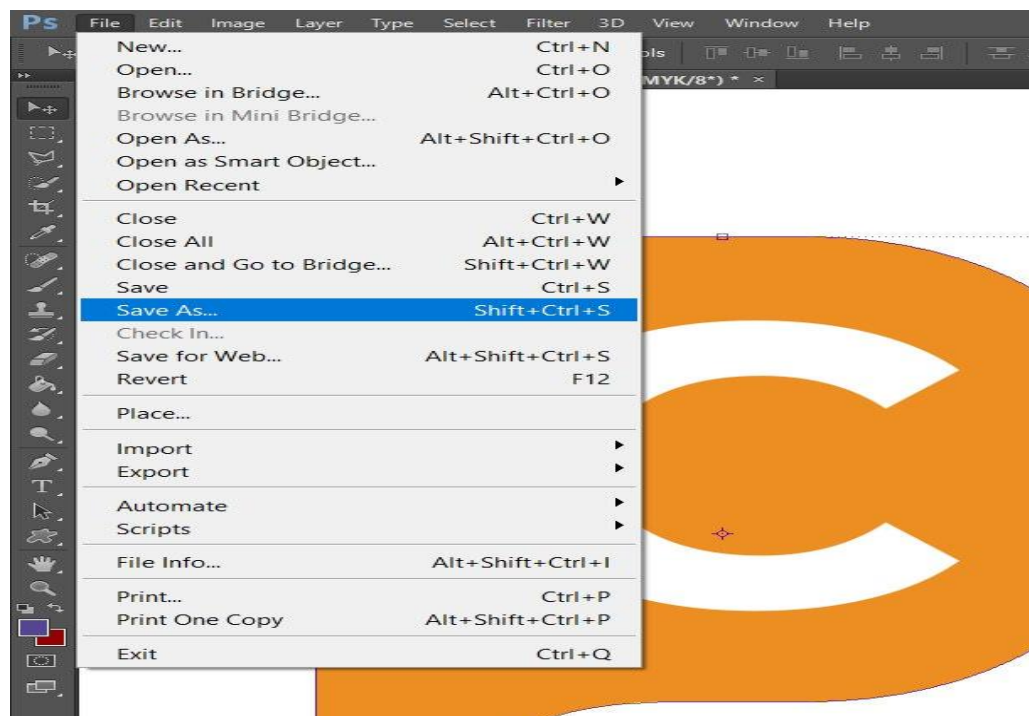 Ps File Edit Image Layer Type Select Filter 3D View Window Help
ols
MYK/8*) * ×
New... Ctrl+N
Open... Ctrl+O
Browse in Bridge... Alt+Ctrl+O
Browse in Mini Bridge...
Open As... Alt+Shift+Ctrl+O
Open as Smart Object...
Open Recent
Close Ctrl+W
Close All Alt+Ctrl+W
Close and Go to Bridge... Shift+Ctrl+W
Save Ctrl+S
Save As... Shift+Ctrl+S
Check In...
Save for Web... Alt+Shift+Ctrl+S
Revert F12
Place...
Import
Export
Automate
Scripts
File Info... Alt+Shift+Ctrl+I
Print... Ctrl+P
Print One Copy Alt+Shift+Ctrl+P
Exit Ctrl+Q